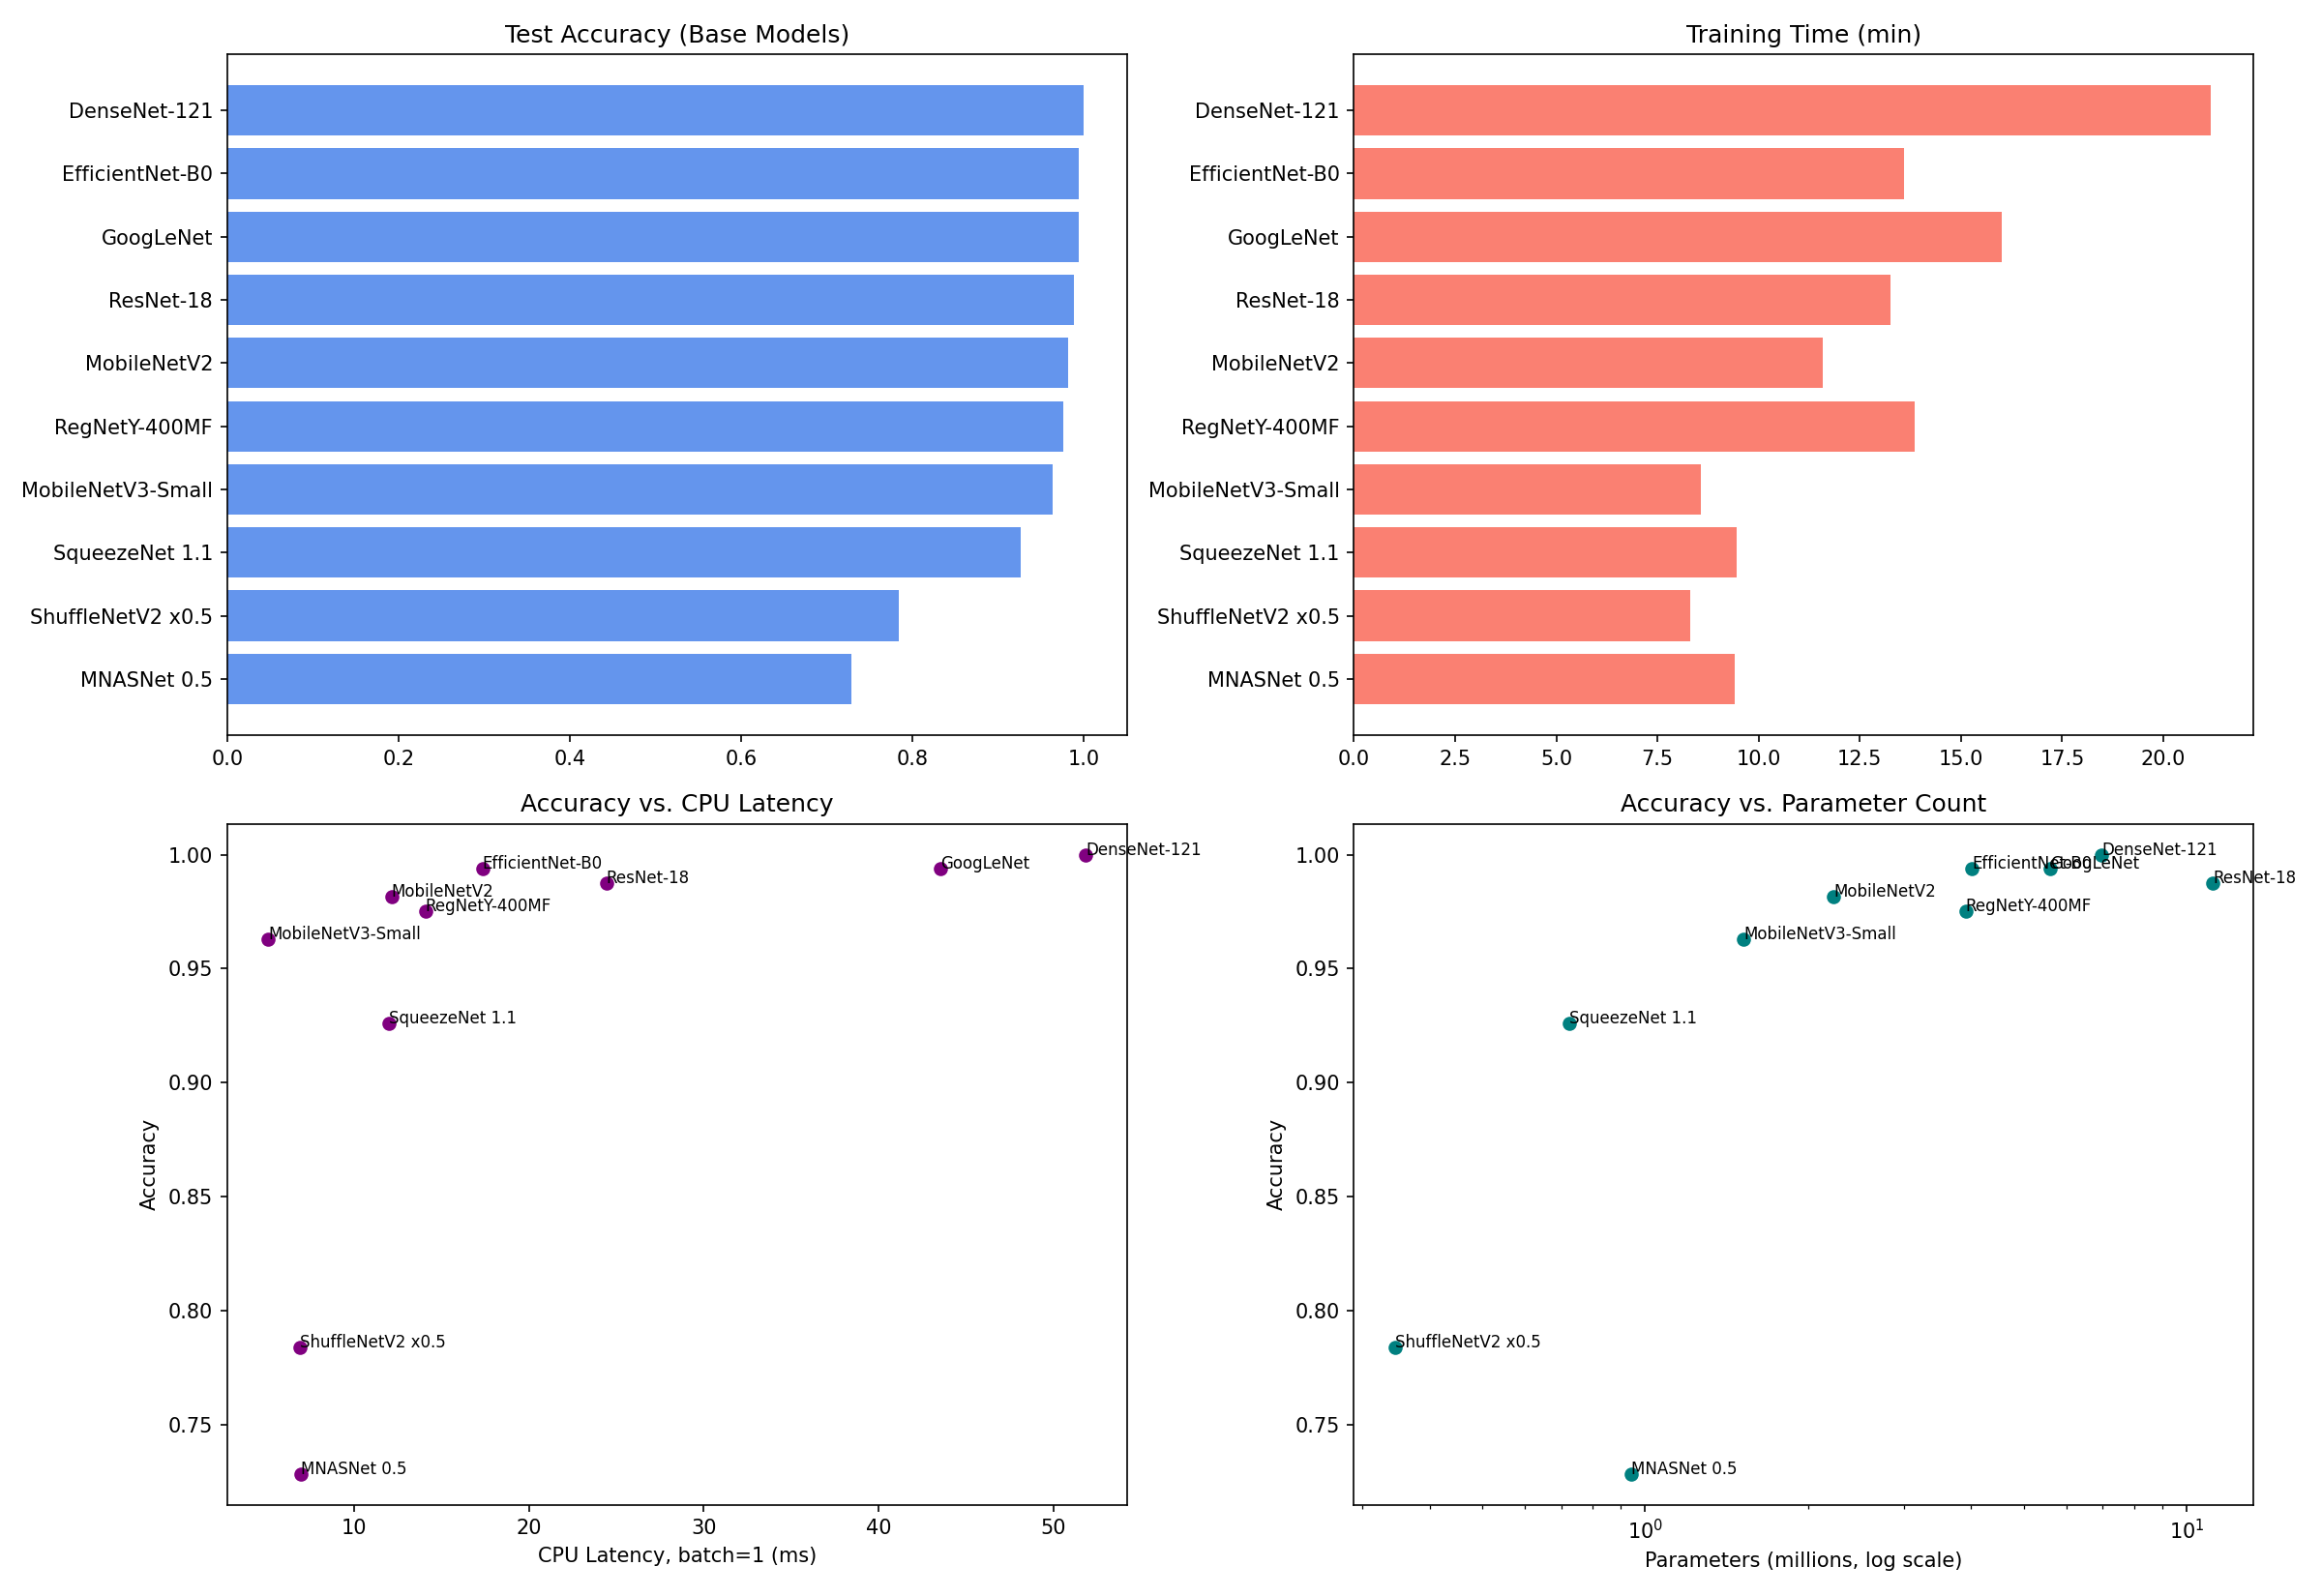 Test Accuracy (Base Models)
DenseNet-121
EfficientNet-B0
GoogLeNet
ResNet-18
MobileNetV2
RegNetY-400MF
MobileNetV3-Small
SqueezeNet 1.1
ShuffleNetV2 x0.5
MNASNet 0.5
0.0 0.2 0.4 0.6 0.8 1.0
Training Time (min)
DenseNet-121
EfficientNet-B0
GoogLeNet
ResNet-18
MobileNetV2
RegNetY-400MF
MobileNetV3-Small
SqueezeNet 1.1
ShuffleNetV2 x0.5
MNASNet 0.5
0.0 2.5 5.0 7.5 10.0 12.5 15.0 17.5 20.0
Accuracy vs. CPU Latency
Accuracy
1.00
0.95
0.90
0.85
0.80
0.75
DenseNet-121
EfficientNet-B0
GoogLeNet
ResNet-18
MobileNetV2
RegNetY-400MF
MobileNetV3-Small
SqueezeNet 1.1
ShuffleNetV2 x0.5
MNASNet 0.5
10 20 30 40 50
CPU Latency, batch=1 (ms)
Accuracy vs. Parameter Count
Accuracy
1.00
0.95
0.90
0.85
0.80
0.75
DenseNet-121
EfficientNet-B0
GoogLeNet
ResNet-18
MobileNetV2
RegNetY-400MF
MobileNetV3-Small
SqueezeNet 1.1
ShuffleNetV2 x0.5
MNASNet 0.5
10⁰ 10¹
Parameters (millions, log scale)